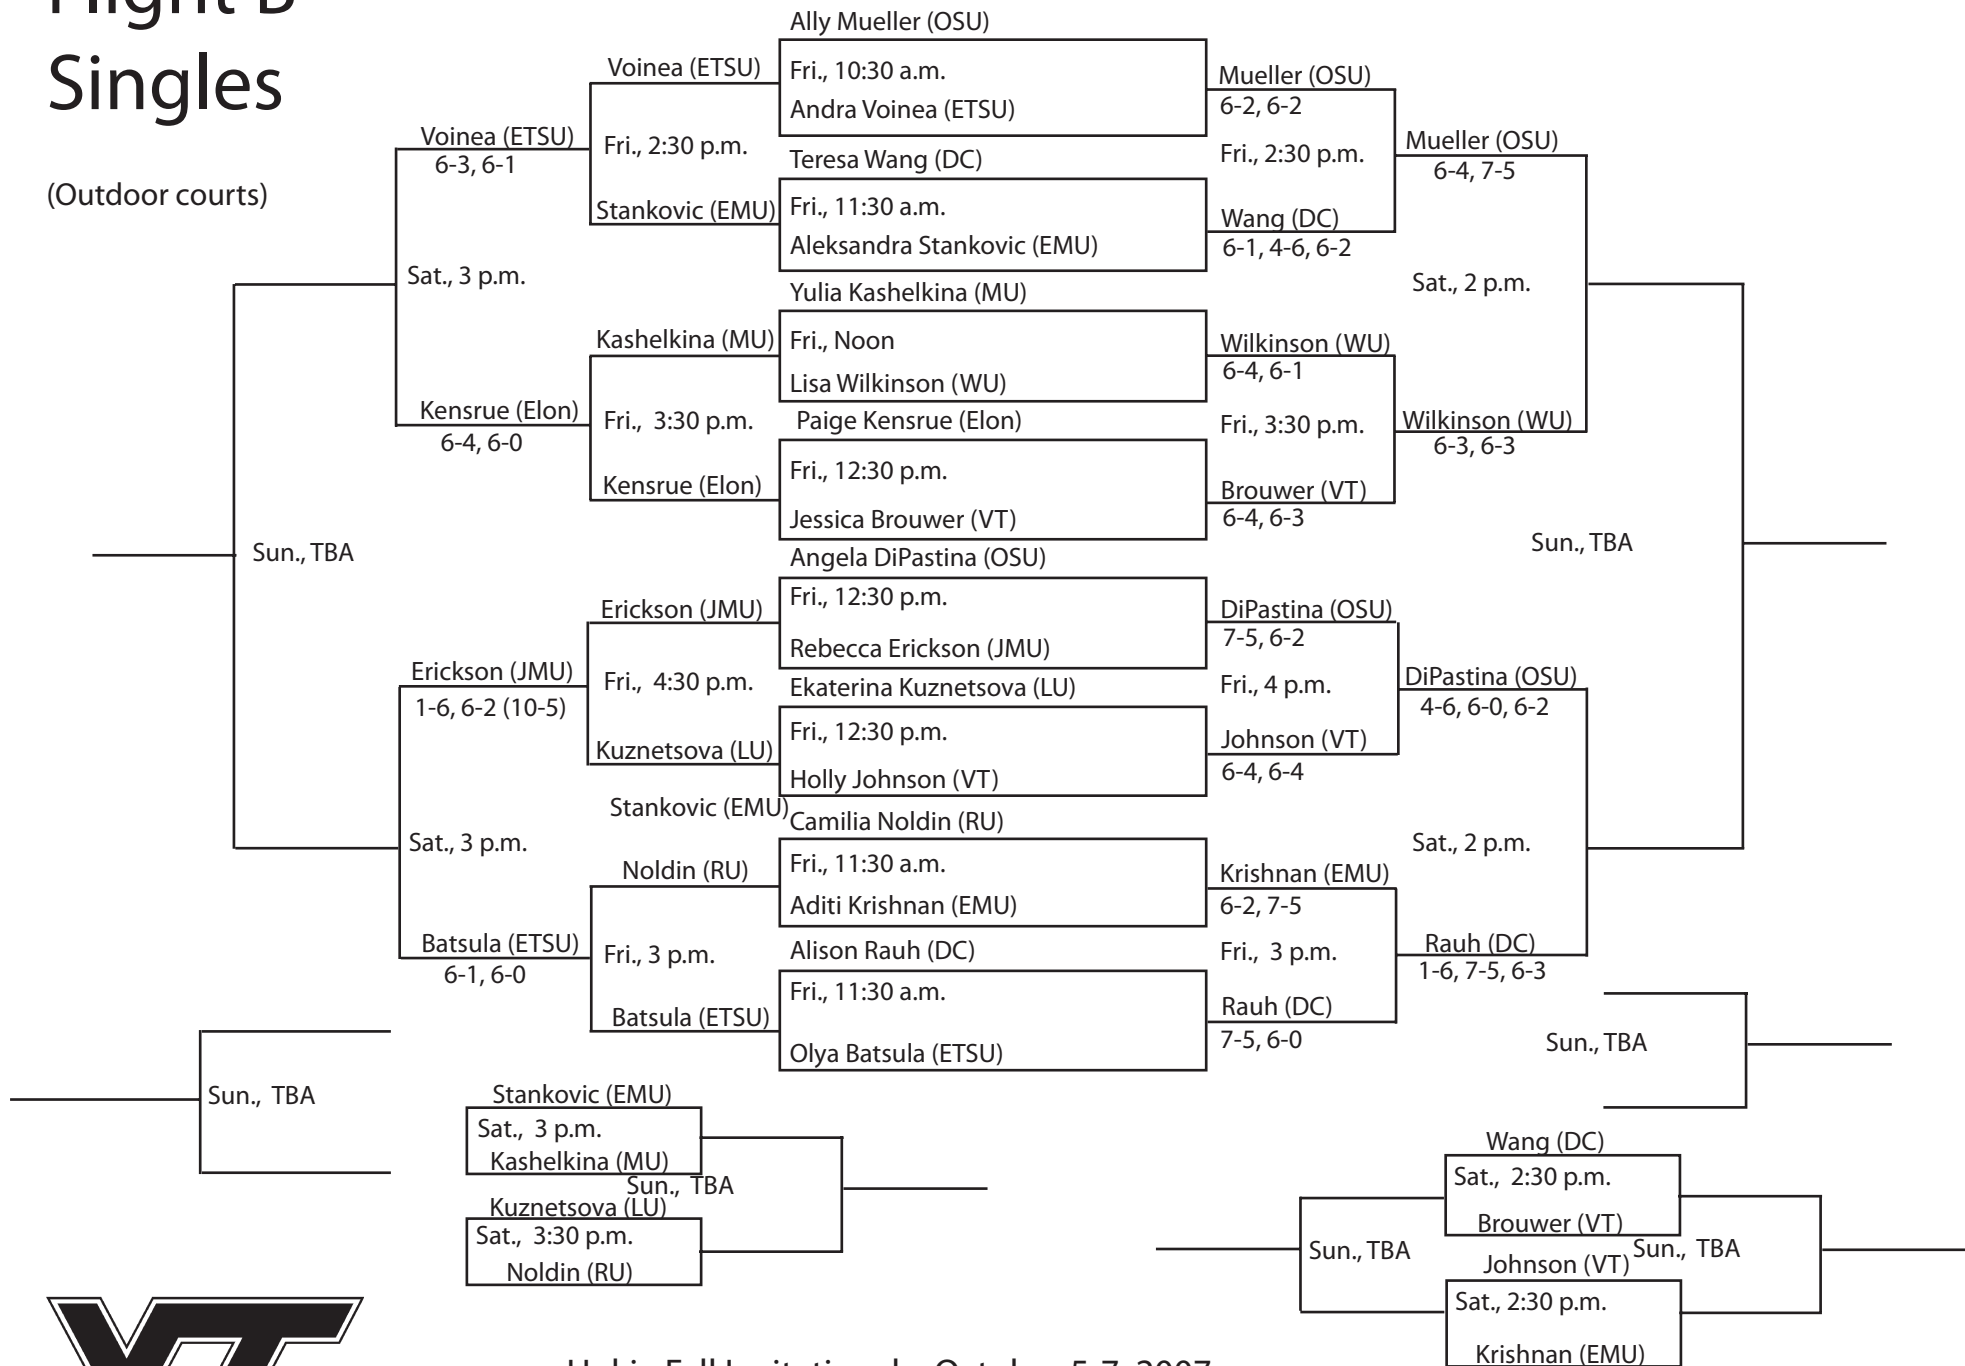 Flight B
Singles
(Outdoor courts)
Voinea (ETSU)
6-3, 6-1
Sat., 3 p.m.
Kensrue (Elon)
6-4, 6-0
Sun., TBA
Erickson (JMU)
1-6, 6-2 (10-5)
Sat., 3 p.m.
Batsula (ETSU)
6-1, 6-0
Voinea (ETSU)
Fri., 2:30 p.m.
Stankovic (EMU)
Kashelkina (MU)
Fri., 3:30 p.m.
Kensrue (Elon)
Erickson (JMU)
Fri., 4:30 p.m.
Kuznetsova (LU)
Stankovic (EMU)
Noldin (RU)
Fri., 3 p.m.
Batsula (ETSU)
Ally Mueller (OSU)
Fri., 10:30 a.m.
Andra Voinea (ETSU)
Teresa Wang (DC)
Fri., 11:30 a.m.
Aleksandra Stankovic (EMU)
Yulia Kashelkina (MU)
Fri., Noon
Lisa Wilkinson (WU)
Paige Kensrue (Elon)
Fri., 12:30 p.m.
Jessica Brouwer (VT)
Angela DiPastina (OSU)
Fri., 12:30 p.m.
Rebecca Erickson (JMU)
Ekaterina Kuznetsova (LU)
Fri., 12:30 p.m.
Holly Johnson (VT)
Camilia Noldin (RU)
Fri., 11:30 a.m.
Aditi Krishnan (EMU)
Alison Rauh (DC)
Fri., 11:30 a.m.
Olya Batsula (ETSU)
Mueller (OSU)
6-2, 6-2
Fri., 2:30 p.m.
Wang (DC)
6-1, 4-6, 6-2
Wilkinson (WU)
6-4, 6-1
Fri., 3:30 p.m.
Brouwer (VT)
6-4, 6-3
DiPastina (OSU)
7-5, 6-2
Fri., 4 p.m.
Johnson (VT)
6-4, 6-4
Krishnan (EMU)
6-2, 7-5
Fri., 3 p.m.
Rauh (DC)
7-5, 6-0
Mueller (OSU)
6-4, 7-5
Sat., 2 p.m.
Wilkinson (WU)
6-3, 6-3
Sun., TBA
DiPastina (OSU)
4-6, 6-0, 6-2
Sat., 2 p.m.
Rauh (DC)
1-6, 7-5, 6-3
Sun., TBA
Sun., TBA
Stankovic (EMU)
Sat., 3 p.m.
Kashelkina (MU)
Sun., TBA
Kuznetsova (LU)
Sat., 3:30 p.m.
Noldin (RU)
Wang (DC)
Sat., 2:30 p.m.
Brouwer (VT)
Sun., TBA
Sun., TBA
Johnson (VT)
Sat., 2:30 p.m.
Krishnan (EMU)
VT